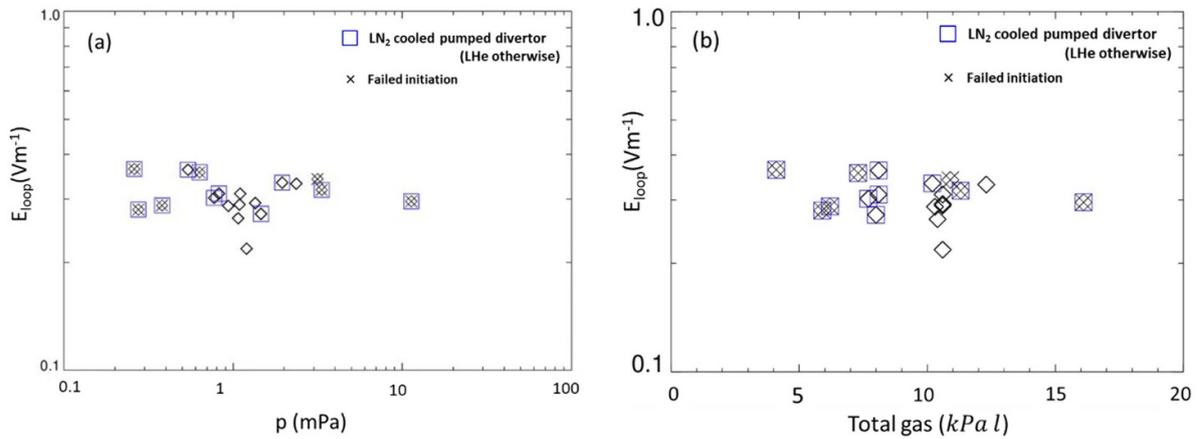 (a)
LN₂ cooled pumped divertor
(LHe otherwise)
× Failed initiation
1.0
0.1
E_loop(Vm⁻¹)
0.1 1 10 100
p (mPa)
(b)
LN₂ cooled pumped divertor
(LHe otherwise)
× Failed initiation
1.0
0.1
E_loop(Vm⁻¹)
0 5 10 15 20
Total gas (kPa l)